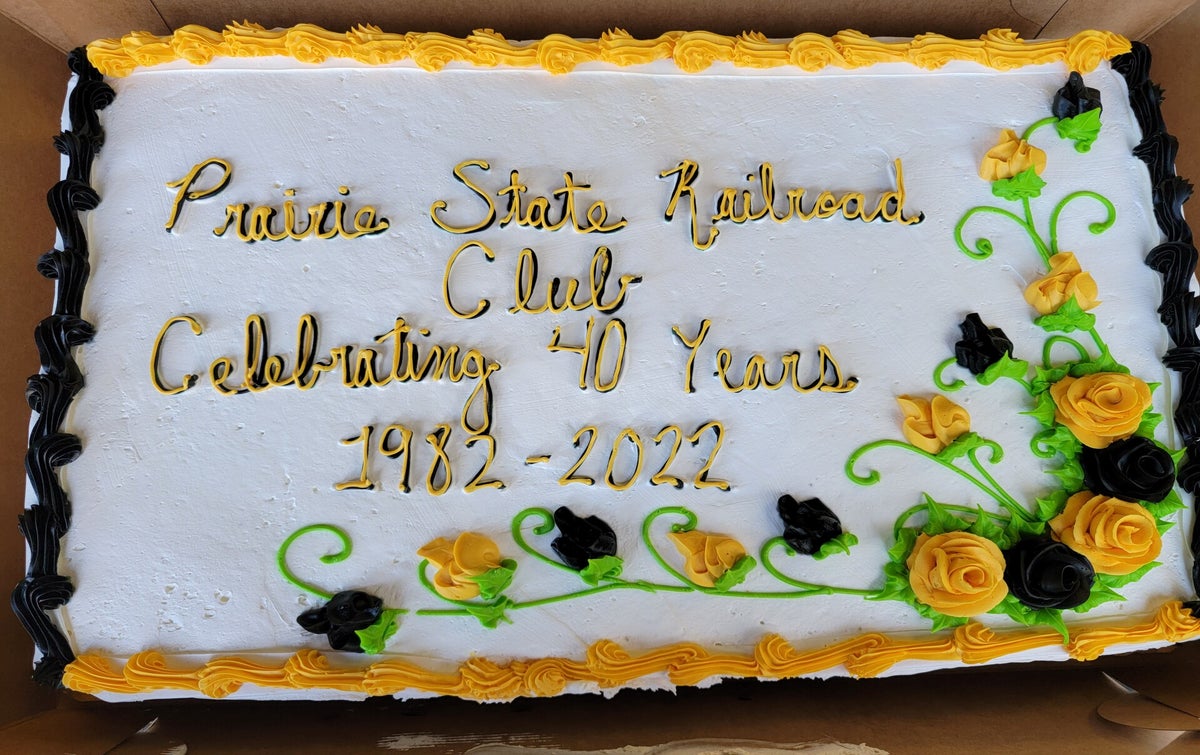 Prairie State Railroad
Club
Celebrating 40 Years
1982-2022